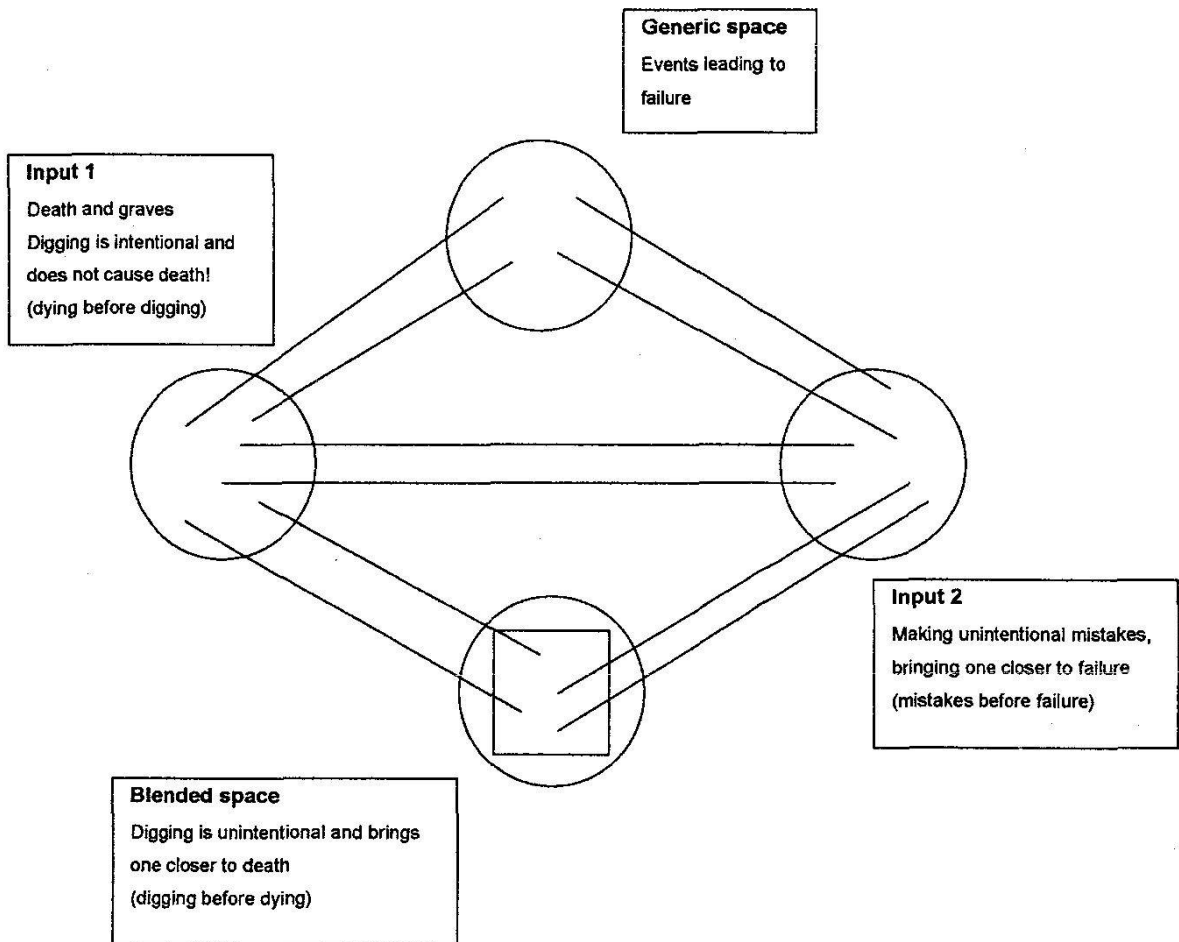 Generic space
Events leading to
failure
Input 1
Death and graves
Digging is intentional and
does not cause death!
(dying before digging)
Input 2
Making unintentional mistakes,
bringing one closer to failure
(mistakes before failure)
Blended space
Digging is unintentional and brings
one closer to death
(digging before dying)